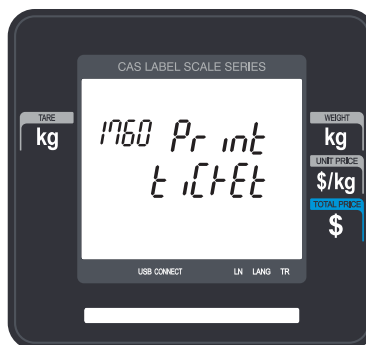 CAS LABEL SCALE SERIES
TARE
kg
1760 Print
tiCkEt
WEIGHT
kg
UNIT PRICE
$/kg
TOTAL PRICE
$
USB CONNECT LN LANG TR